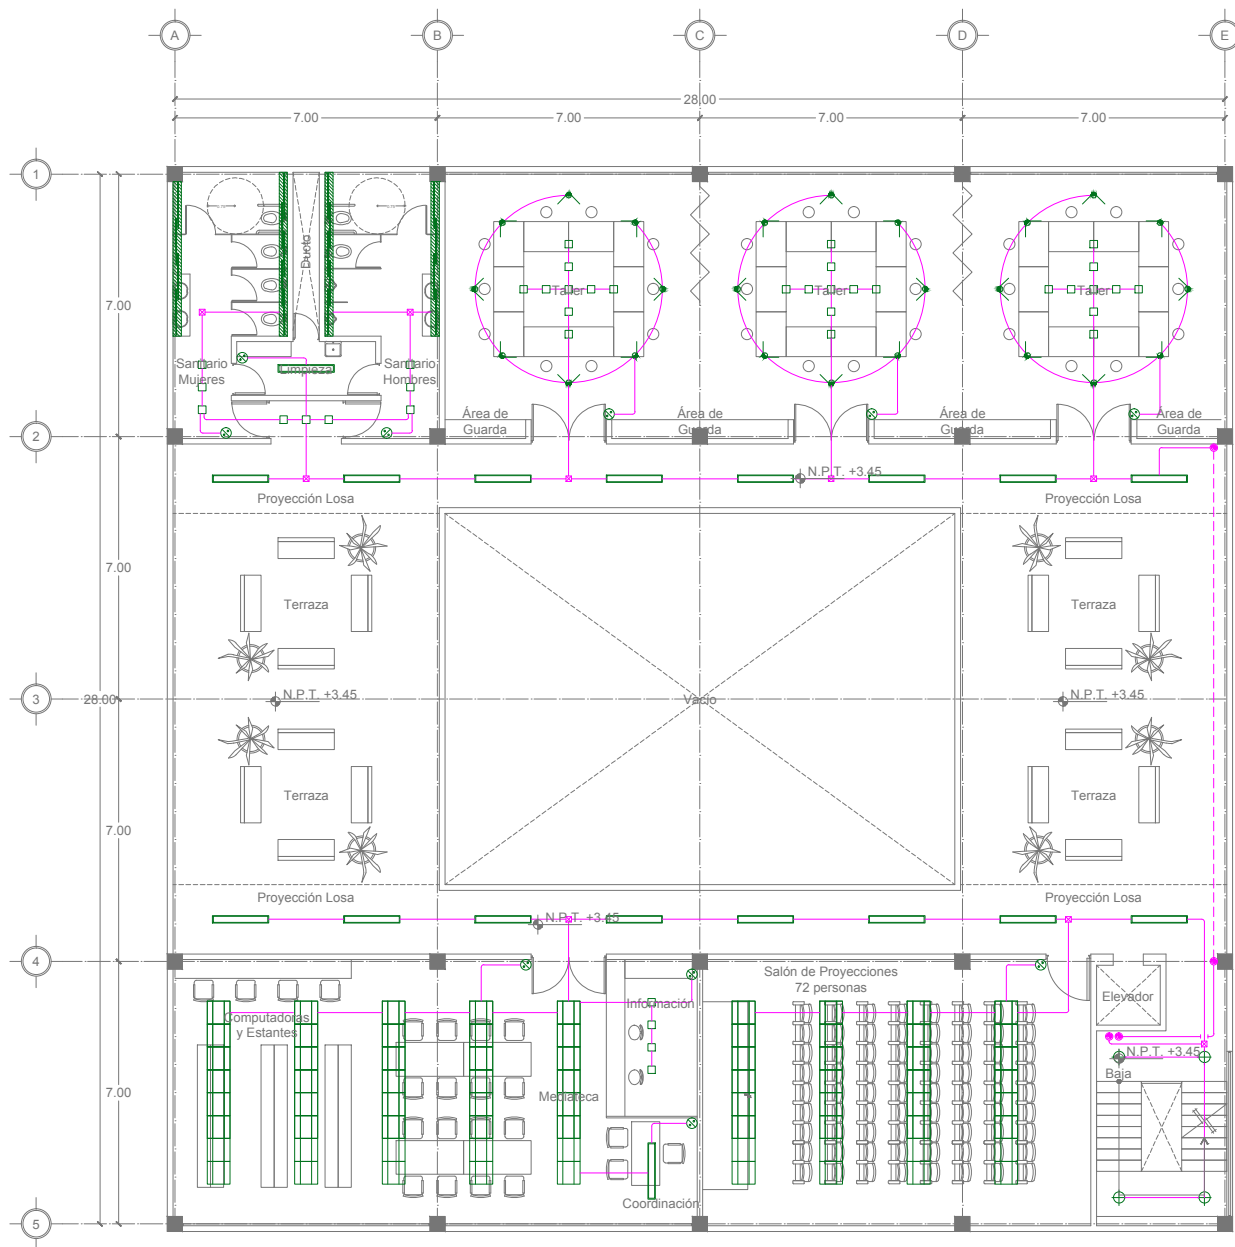 A
B
C
D
E
28.00
7.00
7.00
7.00
7.00
1
Ducto
Taller
Taller
Taller
7.00
Sanitario
Mujeres
Limpieza
Sanitario
Hombres
Área de
Guarda
Área de
Guarda
Área de
Guarda
Área de
Guarda
2
N.P.T. +3.45
Proyección Losa
Proyección Losa
7.00
Terraza
Terraza
3
28.00
N.P.T. +3.45
Vacío
N.P.T. +3.45
Terraza
Terraza
7.00
Proyección Losa
Proyección Losa
N.P.T. +3.45
4
Salón de Proyecciones
72 personas
Elevador
Información
Computadoras
y Estantes
N.P.T. +3.45
Baja
7.00
Mediateca
Coordinación
5